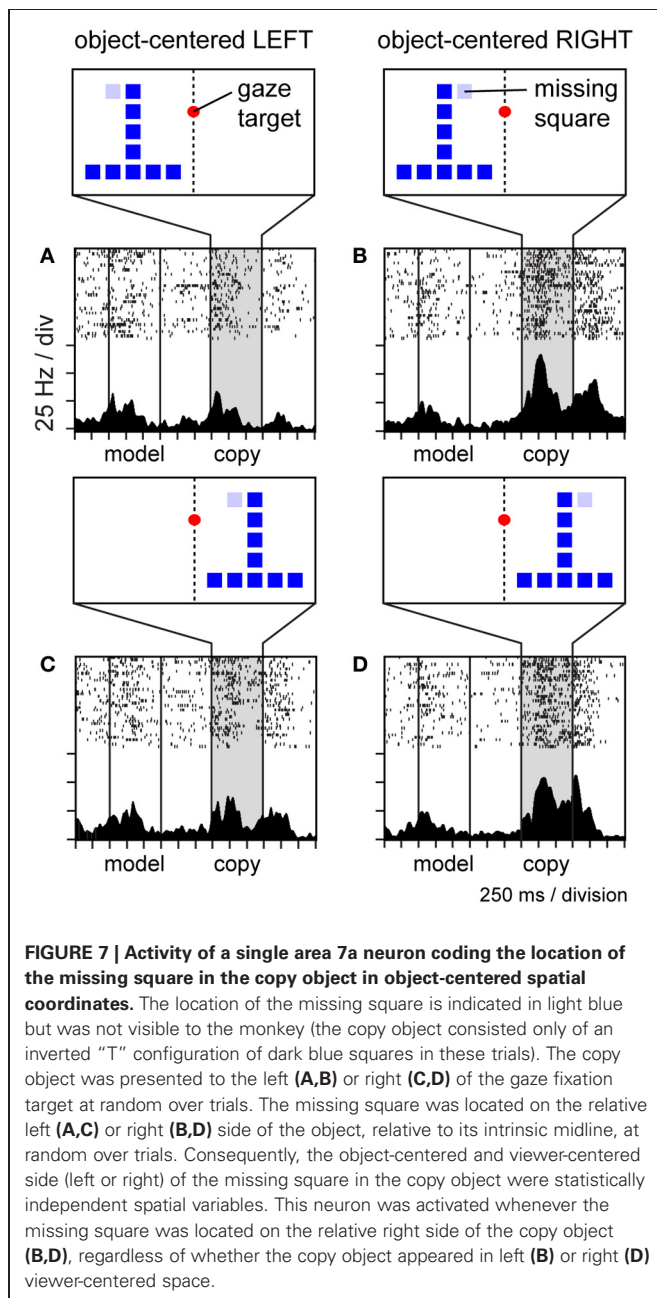 object-centered LEFT
object-centered RIGHT
gaze
target
missing
square
A
B
25 Hz / div
model
copy
model
copy
C
D
model
copy
model
copy
250 ms / division
FIGURE 7 | Activity of a single area 7a neuron coding the location of
the missing square in the copy object in object-centered spatial
coordinates. The location of the missing square is indicated in light blue
but was not visible to the monkey (the copy object consisted only of an
inverted “T” configuration of dark blue squares in these trials). The copy
object was presented to the left (A,B) or right (C,D) of the gaze fixation
target at random over trials. The missing square was located on the relative
left (A,C) or right (B,D) side of the object, relative to its intrinsic midline, at
random over trials. Consequently, the object-centered and viewer-centered
side (left or right) of the missing square in the copy object were statistically
independent spatial variables. This neuron was activated whenever the
missing square was located on the relative right side of the copy object
(B,D), regardless of whether the copy object appeared in left (B) or right (D)
viewer-centered space.